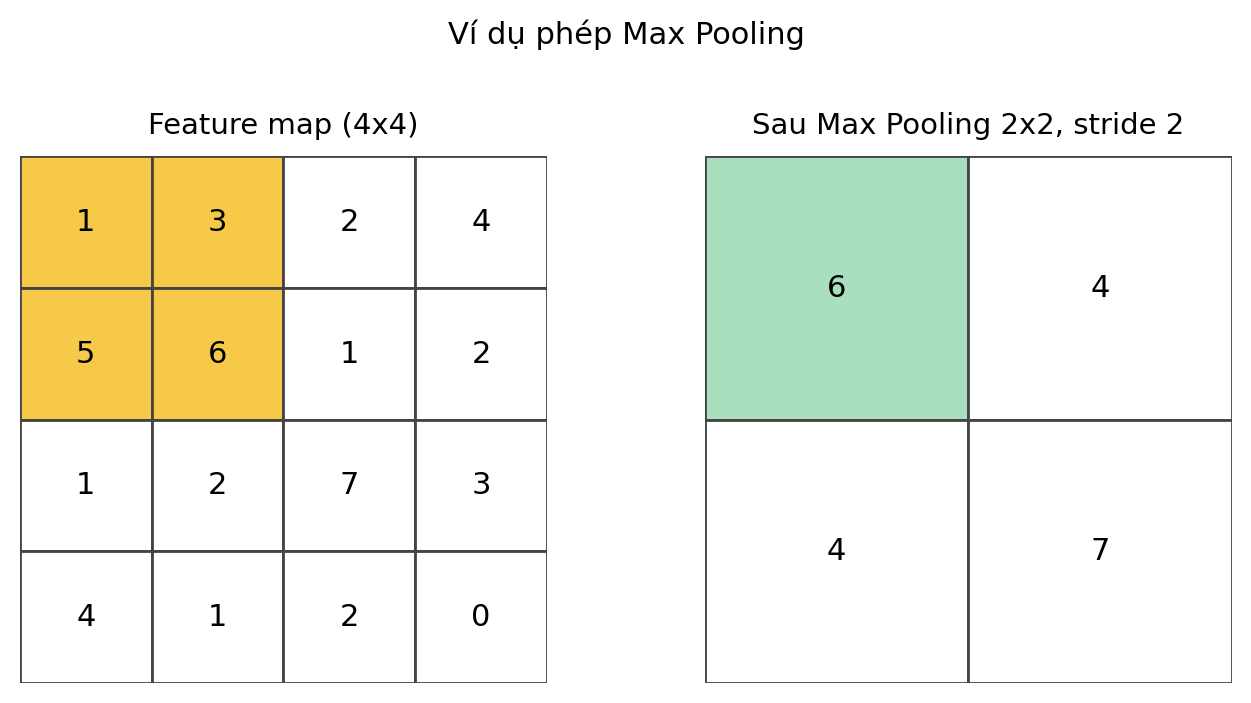 Ví dụ phép Max Pooling
Feature map (4x4)
1 3 2 4
5 6 1 2
1 2 7 3
4 1 2 0
Sau Max Pooling 2x2, stride 2
6 4
4 7